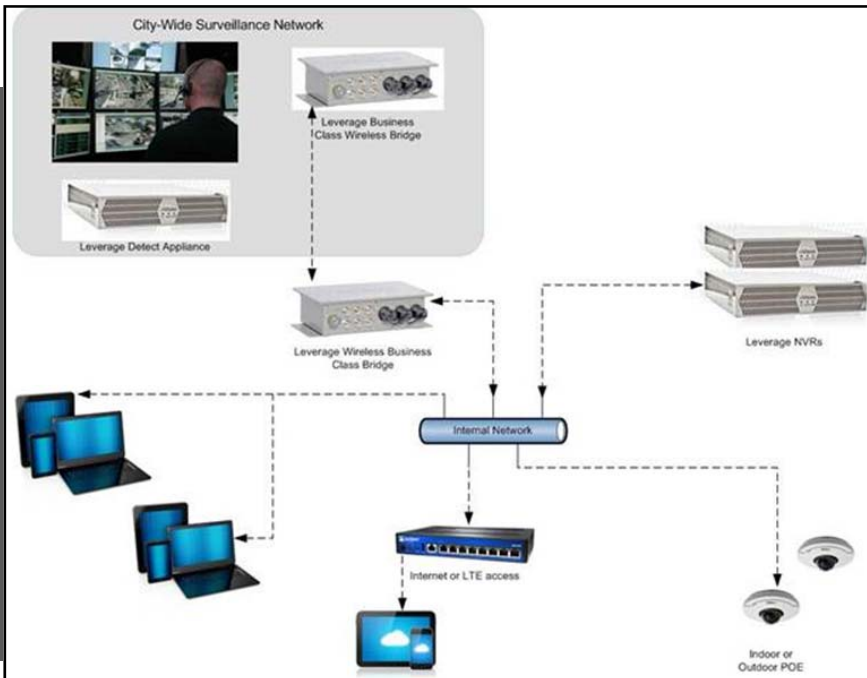 City-Wide Surveillance Network
Leverage Business
Class Wireless Bridge
Leverage Detect Appliance
Leverage Wireless Business
Class Bridge
Leverage NVRs
Internal Network
Internet or LTE access
Indoor or
Outdoor POE